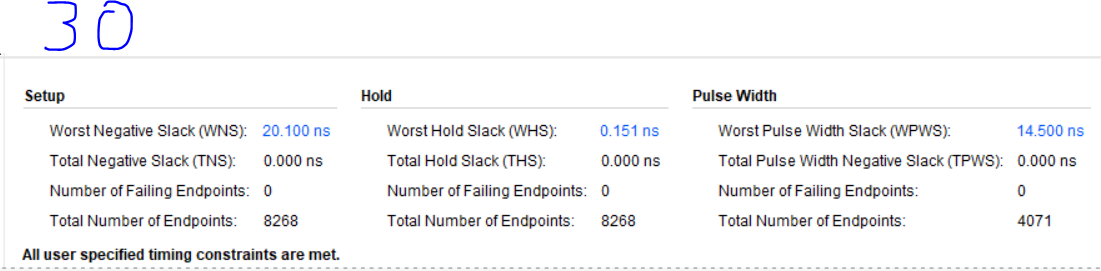 30
Setup Hold Pulse Width
Worst Negative Slack (WNS): 20.100 ns Worst Hold Slack (WHS): 0.151 ns Worst Pulse Width Slack (WPWS): 14.500 ns
Total Negative Slack (TNS): 0.000 ns Total Hold Slack (THS): 0.000 ns Total Pulse Width Negative Slack (TPWS): 0.000 ns
Number of Failing Endpoints: 0 Number of Failing Endpoints: 0 Number of Failing Endpoints: 0
Total Number of Endpoints: 8268 Total Number of Endpoints: 8268 Total Number of Endpoints: 4071
All user specified timing constraints are met.